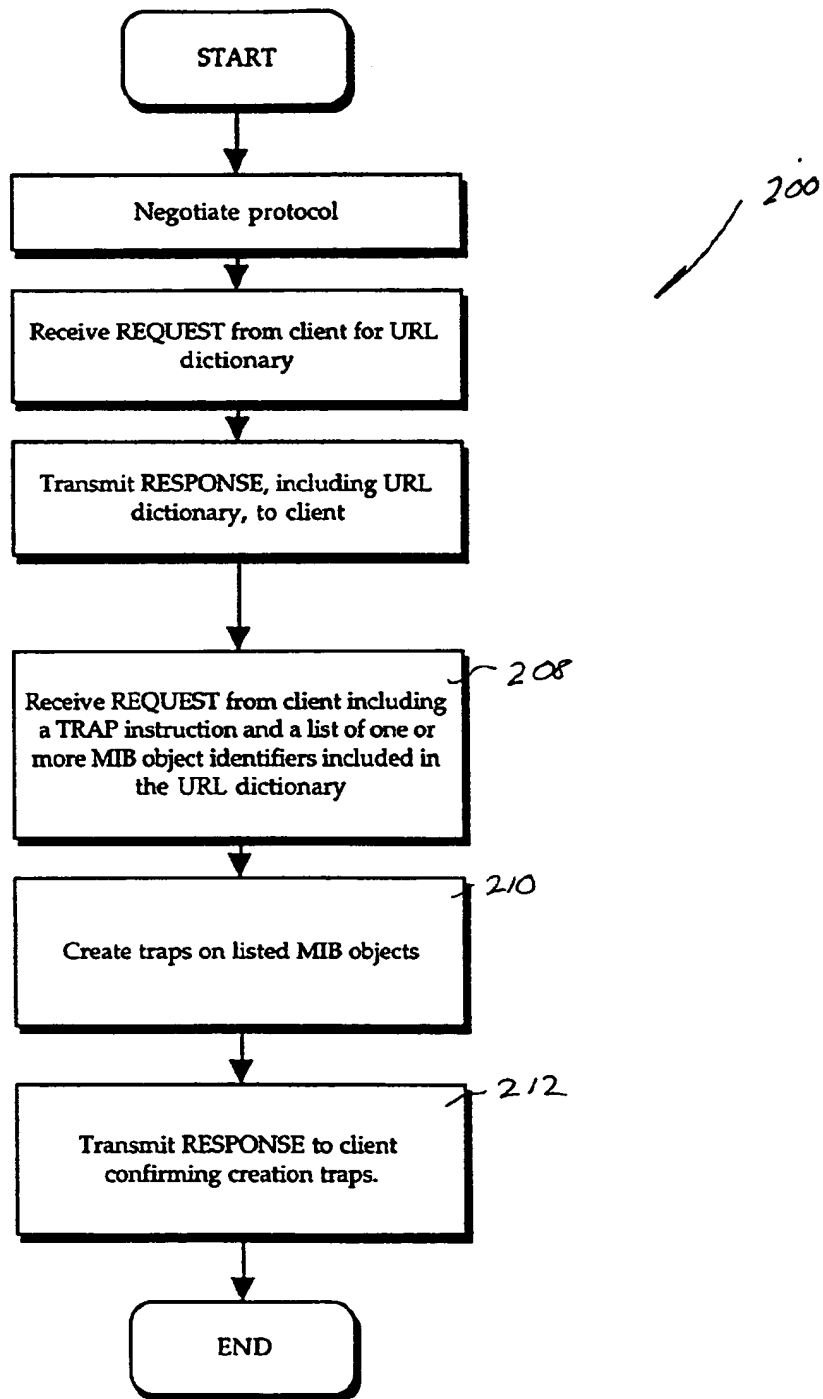 START
200
Negotiate protocol
Receive REQUEST from client for URL
dictionary
Transmit RESPONSE, including URL
dictionary, to client
208
Receive REQUEST from client including
a TRAP instruction and a list of one or
more MIB object identifiers included in
the URL dictionary
210
Create traps on listed MIB objects
212
Transmit RESPONSE to client
confirming creation traps.
END